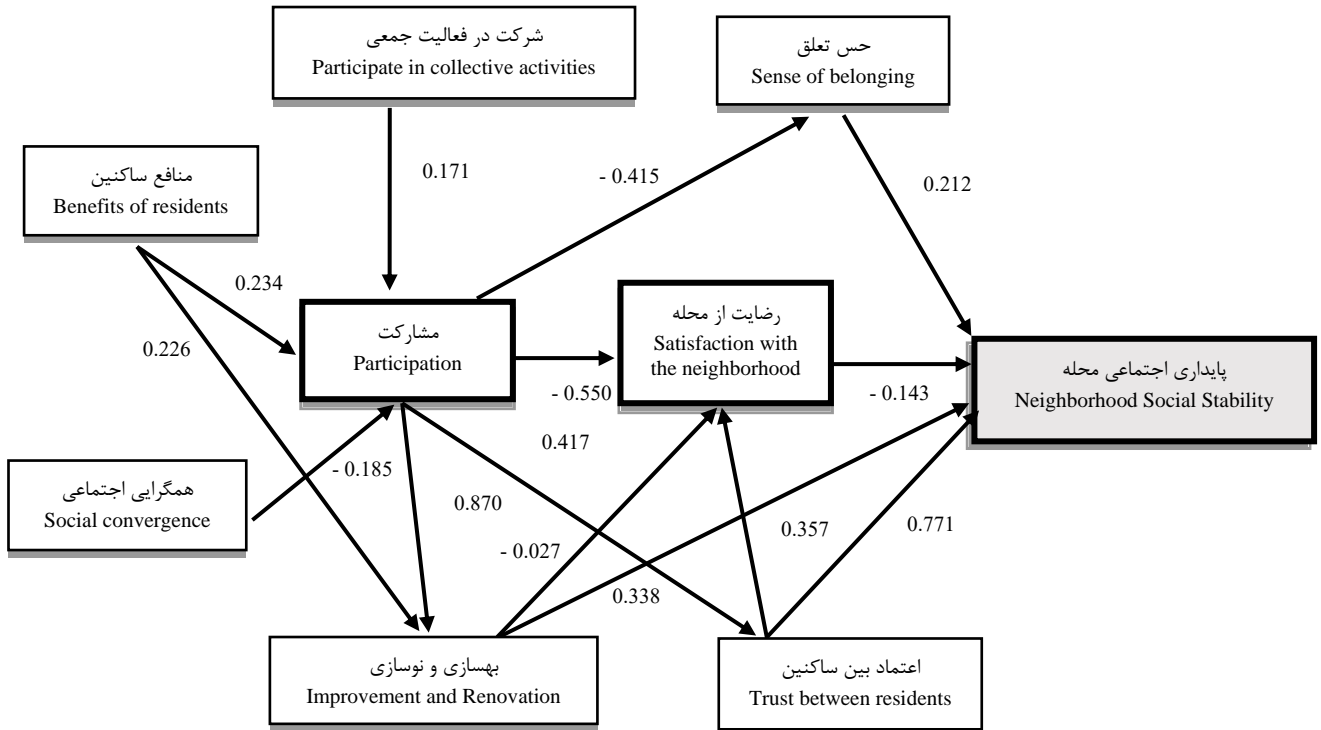 شرکت در فعالیت جمعی
Participate in collective activities
حس تعلق
Sense of belonging
منافع ساکنین
Benefits of residents
0.171
- 0.415
0.212
0.234
0.226
مشارکت
Participation
رضایت از محله
Satisfaction with
the neighborhood
پایداری اجتماعی محله
Neighborhood Social Stability
- 0.550
- 0.143
0.417
همگرایی اجتماعی
Social convergence
- 0.185
0.870
- 0.027
0.357
0.771
0.338
بهسازی و نوسازی
Improvement and Renovation
اعتماد بین ساکنین
Trust between residents